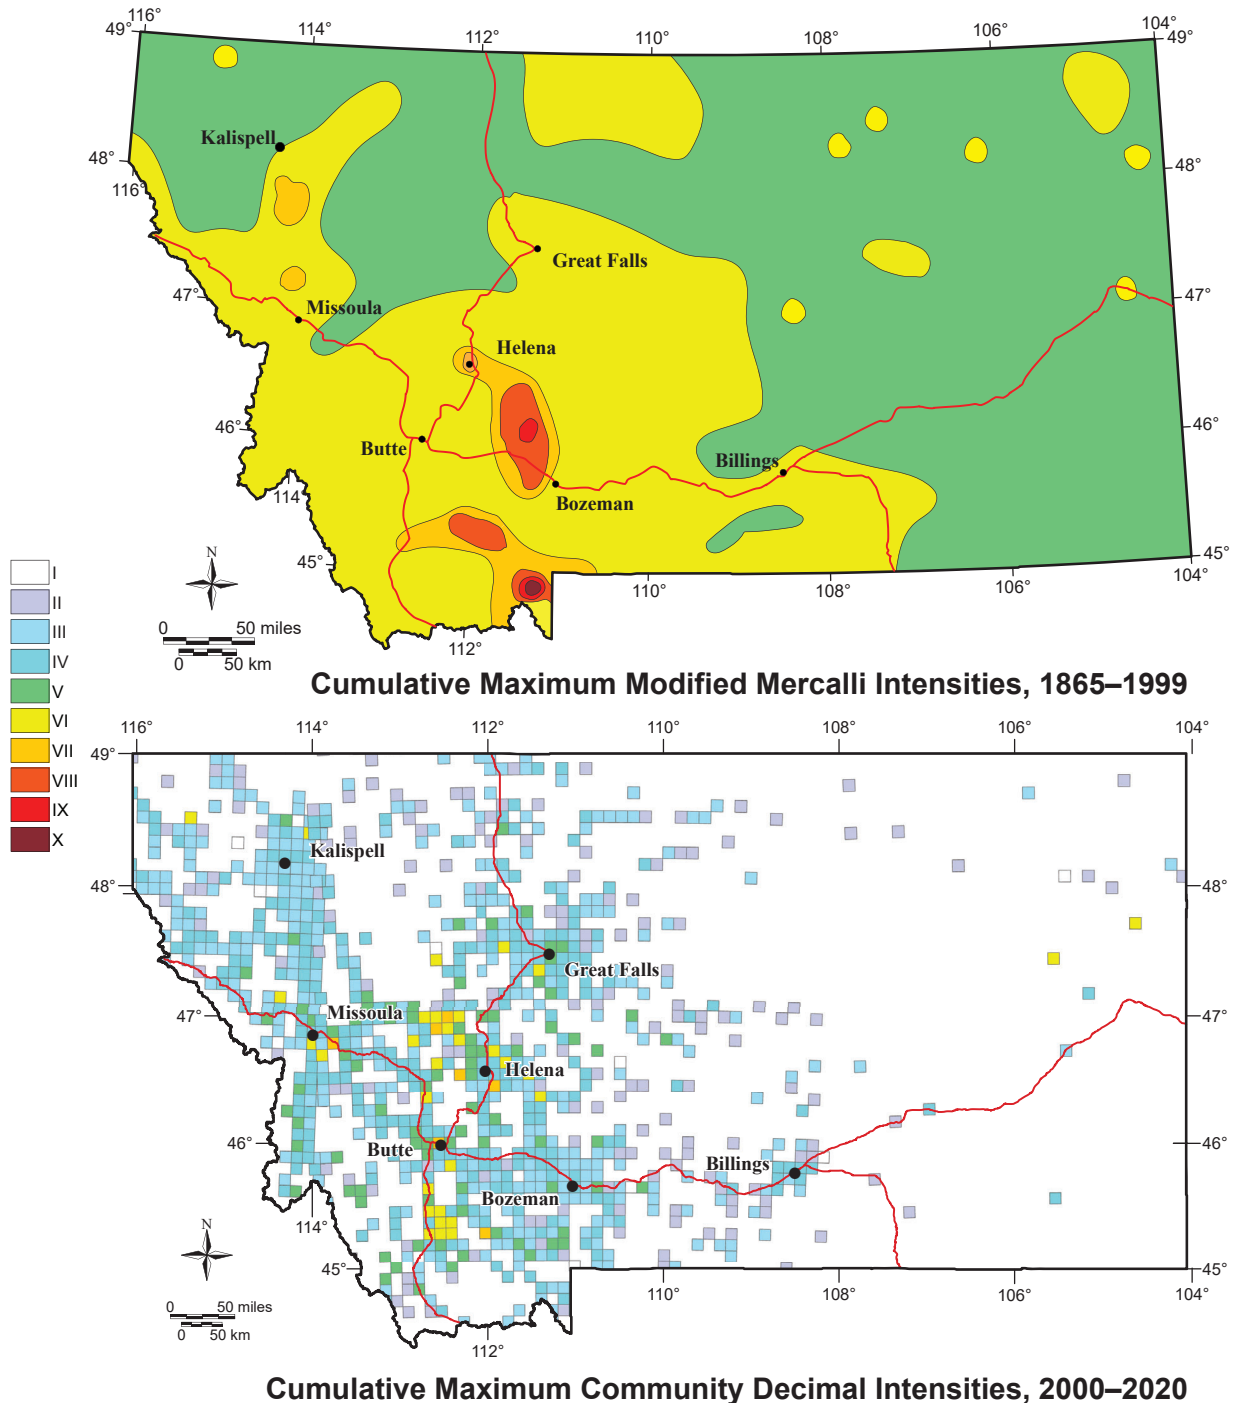 116° 114° 112° 110° 108° 106° 104°
49° 49°
Kalispell
48° 48°
116°
Great Falls
47° 47°
Missoula
Helena
46° 46°
Butte
Billings
114°
Bozeman
45° 45°
110° 108° 106° 104°
112°
N
0 50 miles
0 50 km
I
II
III
IV
V
VI
VII
VIII
IX
X
Cumulative Maximum Modified Mercalli Intensities, 1865–1999
116° 114° 112° 110° 108° 106° 104°
49° 49°
Kalispell
48° 48°
Great Falls
Missoula
47° 47°
Helena
46° 46°
Butte
Billings
Bozeman
114°
N
45° 45°
110° 108° 106° 104°
0 50 miles
0 50 km
112°
Cumulative Maximum Community Decimal Intensities, 2000–2020